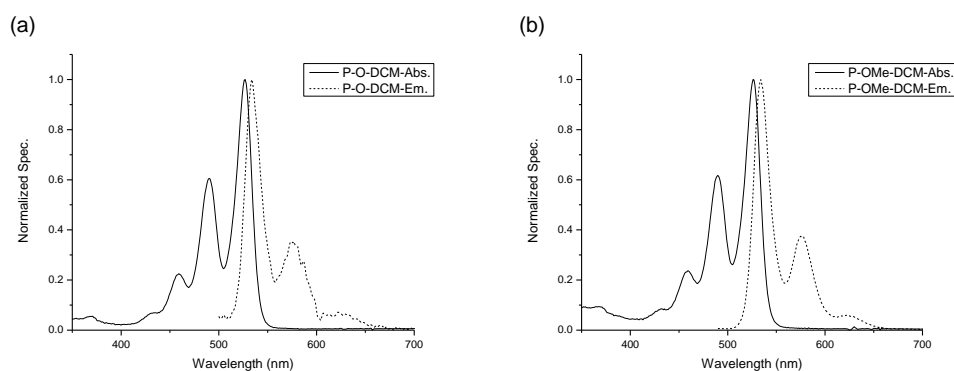 (a)
(b)
P-O-DCM-Abs.
P-O-DCM-Em.
Normalized Spec.
1.0
0.8
0.6
0.4
0.2
0.0
400
500
600
700
Wavelength (nm)
P-OMe-DCM-Abs.
P-OMe-DCM-Em.
Normalized Spec.
1.0
0.8
0.6
0.4
0.2
0.0
400
500
600
700
Wavelength (nm)